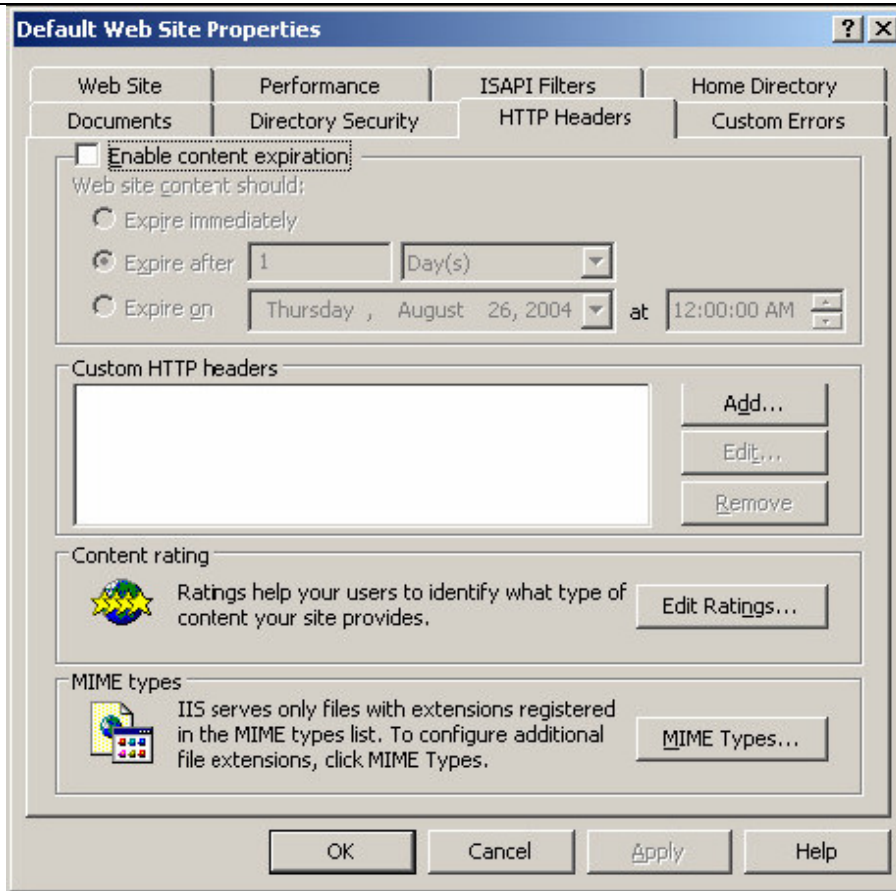 Default Web Site Properties
Web Site Performance ISAPI Filters Home Directory
Documents Directory Security HTTP Headers Custom Errors
Enable content expiration
Web site content should:
Expire immediately
Expire after 1 Day(s)
Expire on Thursday , August 26, 2004 at 12:00:00 AM
Custom HTTP headers
Add...
Edit...
Remove
Content rating
Ratings help your users to identify what type of
content your site provides.
Edit Ratings...
MIME types
IIS serves only files with extensions registered
in the MIME types list. To configure additional
file extensions, click MIME Types.
MIME Types...
OK Cancel Apply Help